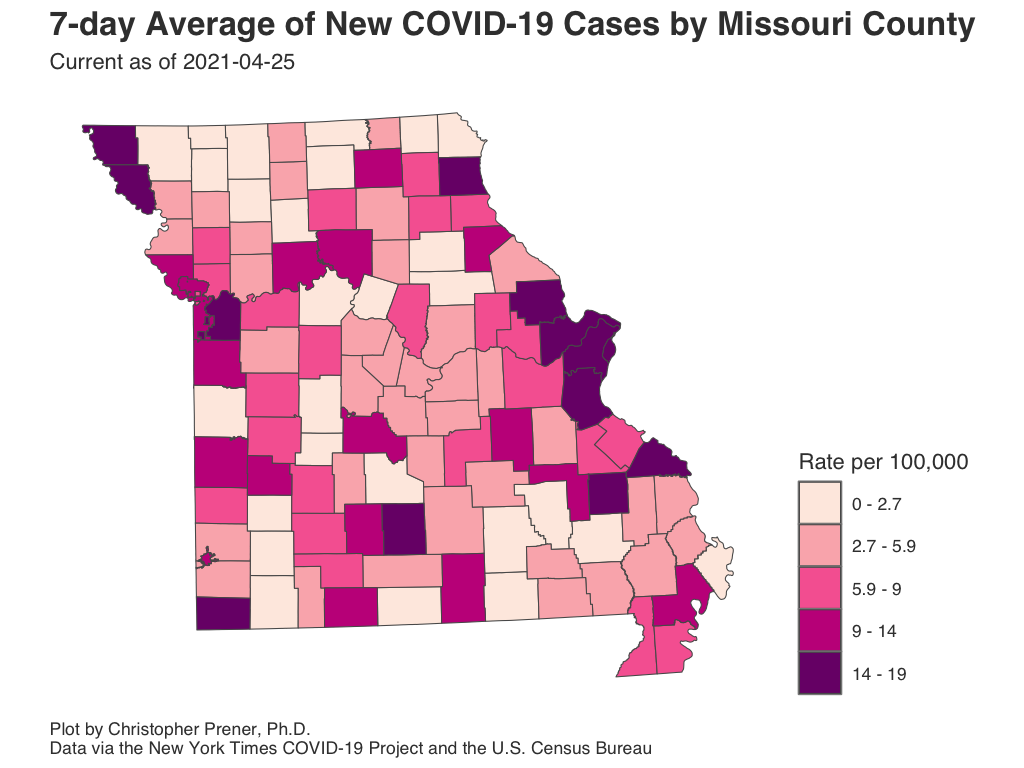 7-day Average of New COVID-19 Cases by Missouri County
Current as of 2021-04-25
Rate per 100,000
0 - 2.7
2.7 - 5.9
5.9 - 9
9 - 14
14 - 19
Plot by Christopher Prener, Ph.D.
Data via the New York Times COVID-19 Project and the U.S. Census Bureau